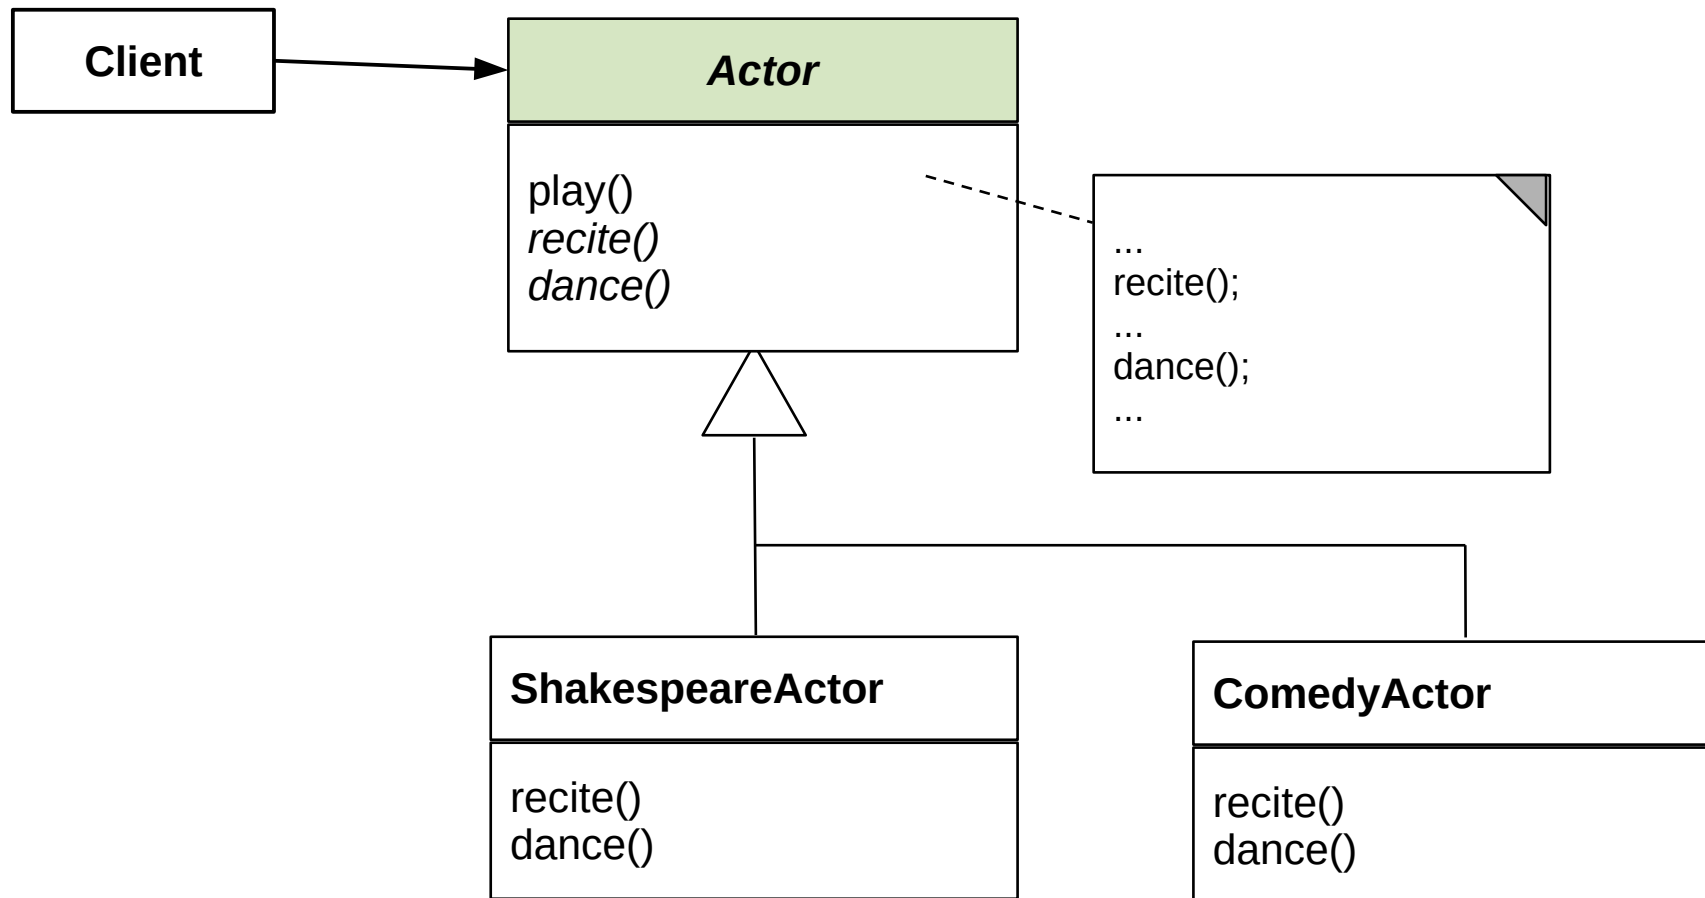 Client
Actor
play()
recite()
dance()
...
recite();
...
dance();
...
ShakespeareActor
recite()
dance()
ComedyActor
recite()
dance()